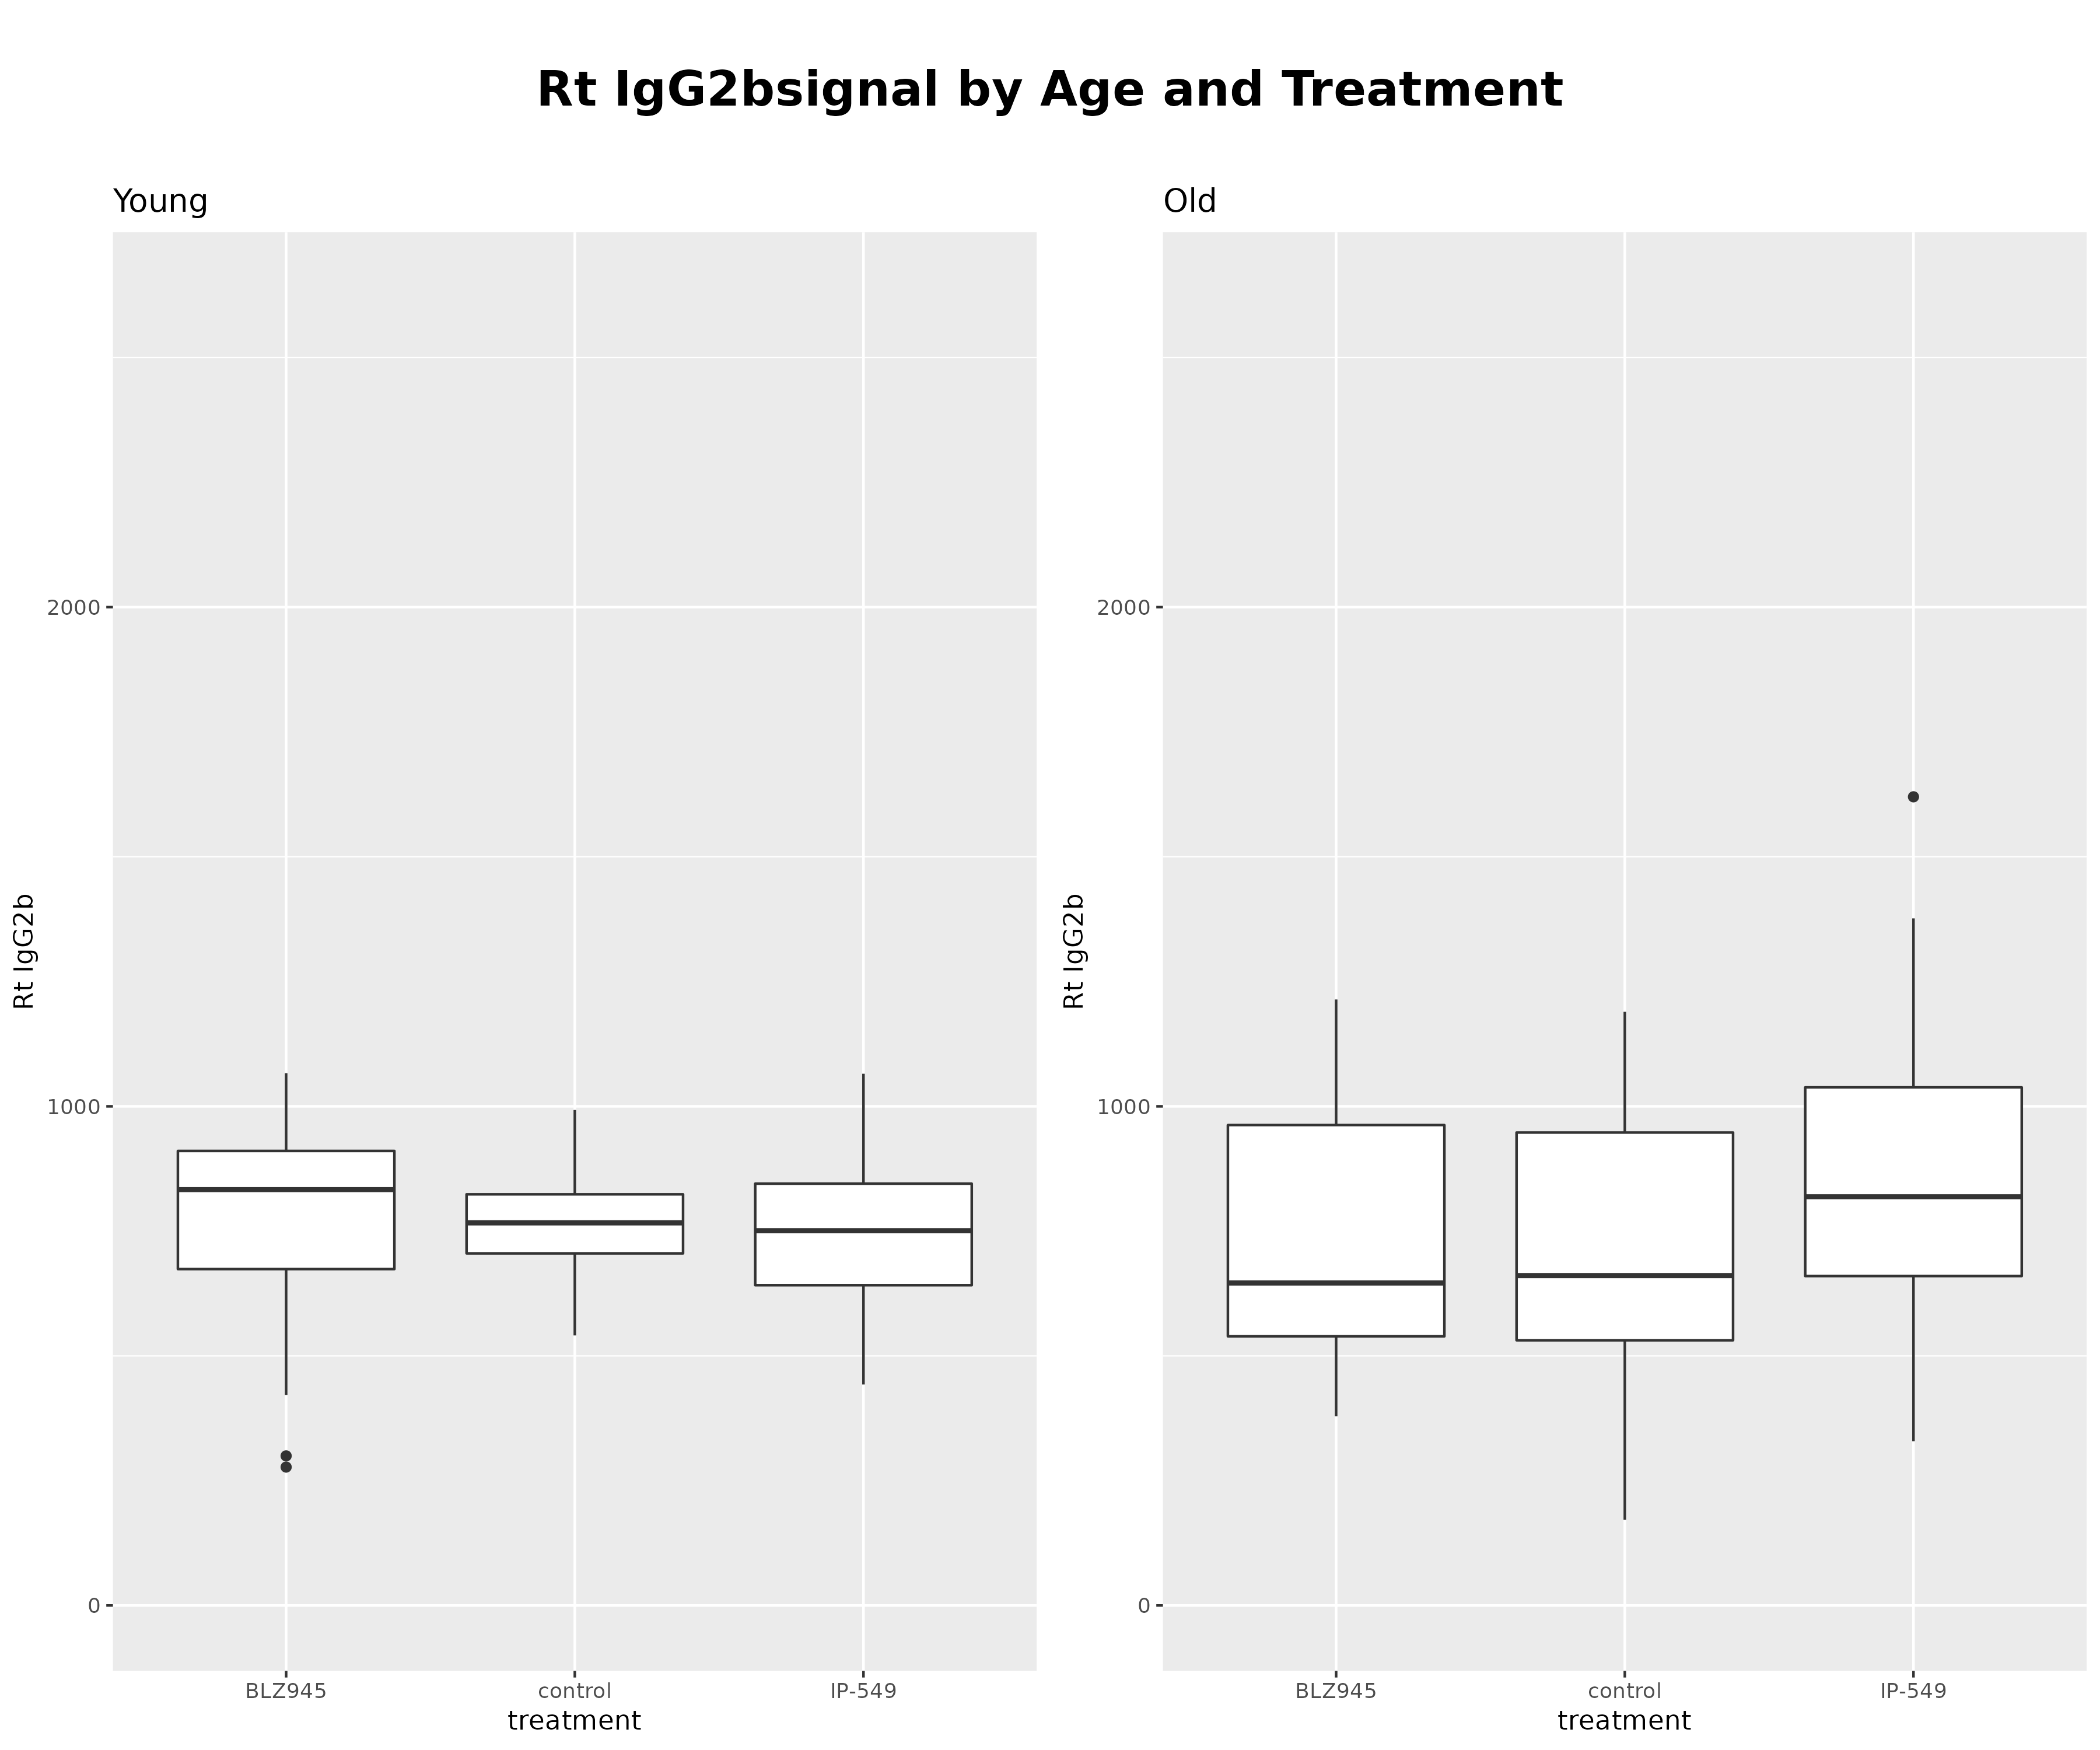 Rt IgG2bsignal by Age and Treatment
Young
Rt IgG2b
2000
1000
0
BLZ945 control IP-549
treatment
Old
Rt IgG2b
2000
1000
0
BLZ945 control IP-549
treatment